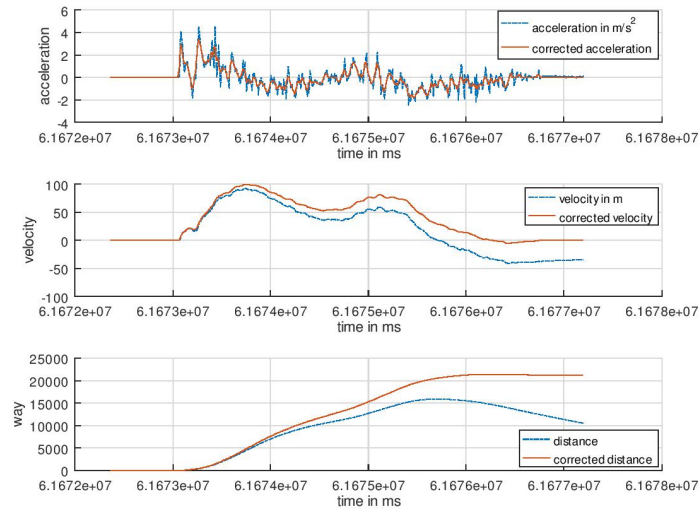 6
4
2
0
-2
-4
acceleration
acceleration in m/s²
corrected acceleration
6.1672e+07 6.1673e+07 6.1674e+07 6.1675e+07 6.1676e+07 6.1677e+07 6.1678e+07
time in ms
100
50
0
-50
-100
velocity
velocity in m
corrected velocity
6.1672e+07 6.1673e+07 6.1674e+07 6.1675e+07 6.1676e+07 6.1677e+07 6.1678e+07
time in ms
25000
20000
15000
10000
5000
0
way
distance
corrected distance
6.1672e+07 6.1673e+07 6.1674e+07 6.1675e+07 6.1676e+07 6.1677e+07 6.1678e+07
time in ms